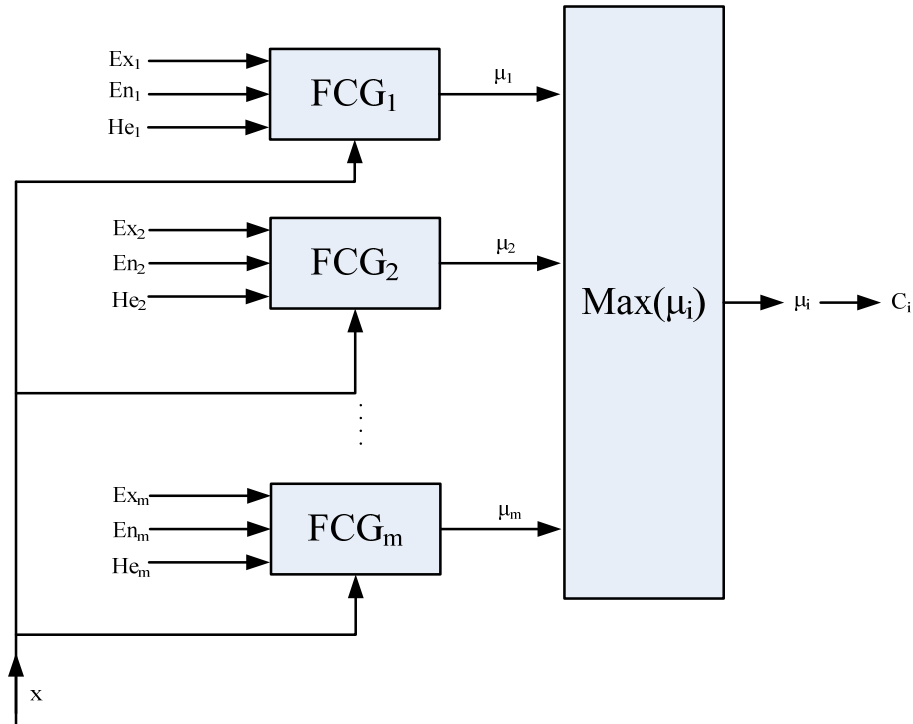 Ex₁
En₁
He₁
FCG₁
μ₁
Ex₂
En₂
He₂
FCG₂
μ₂
Max(μᵢ)
μᵢ
Cᵢ
Exₘ
Enₘ
Heₘ
FCGₘ
μₘ
x